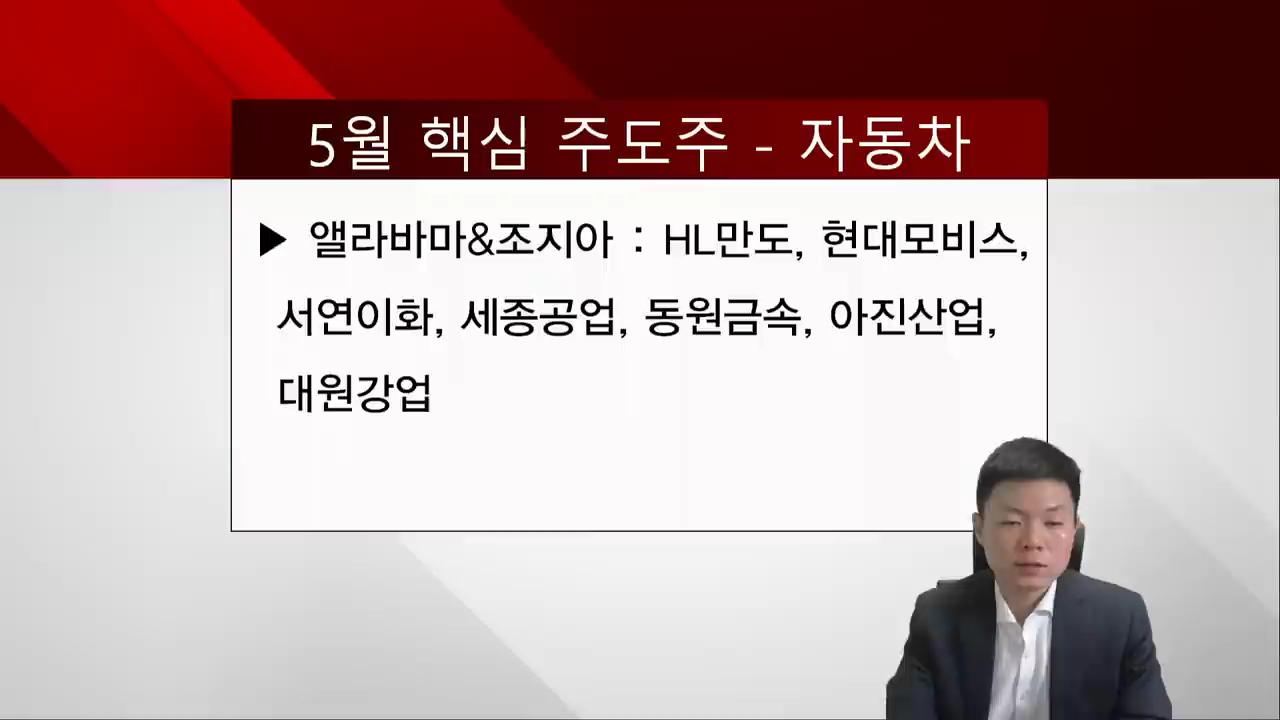 5월 핵심 주도주 - 자동차
▶ 앨라바마&조지아 : HL만도, 현대모비스,
서연이화, 세종공업, 동원금속, 아진산업,
대원강업